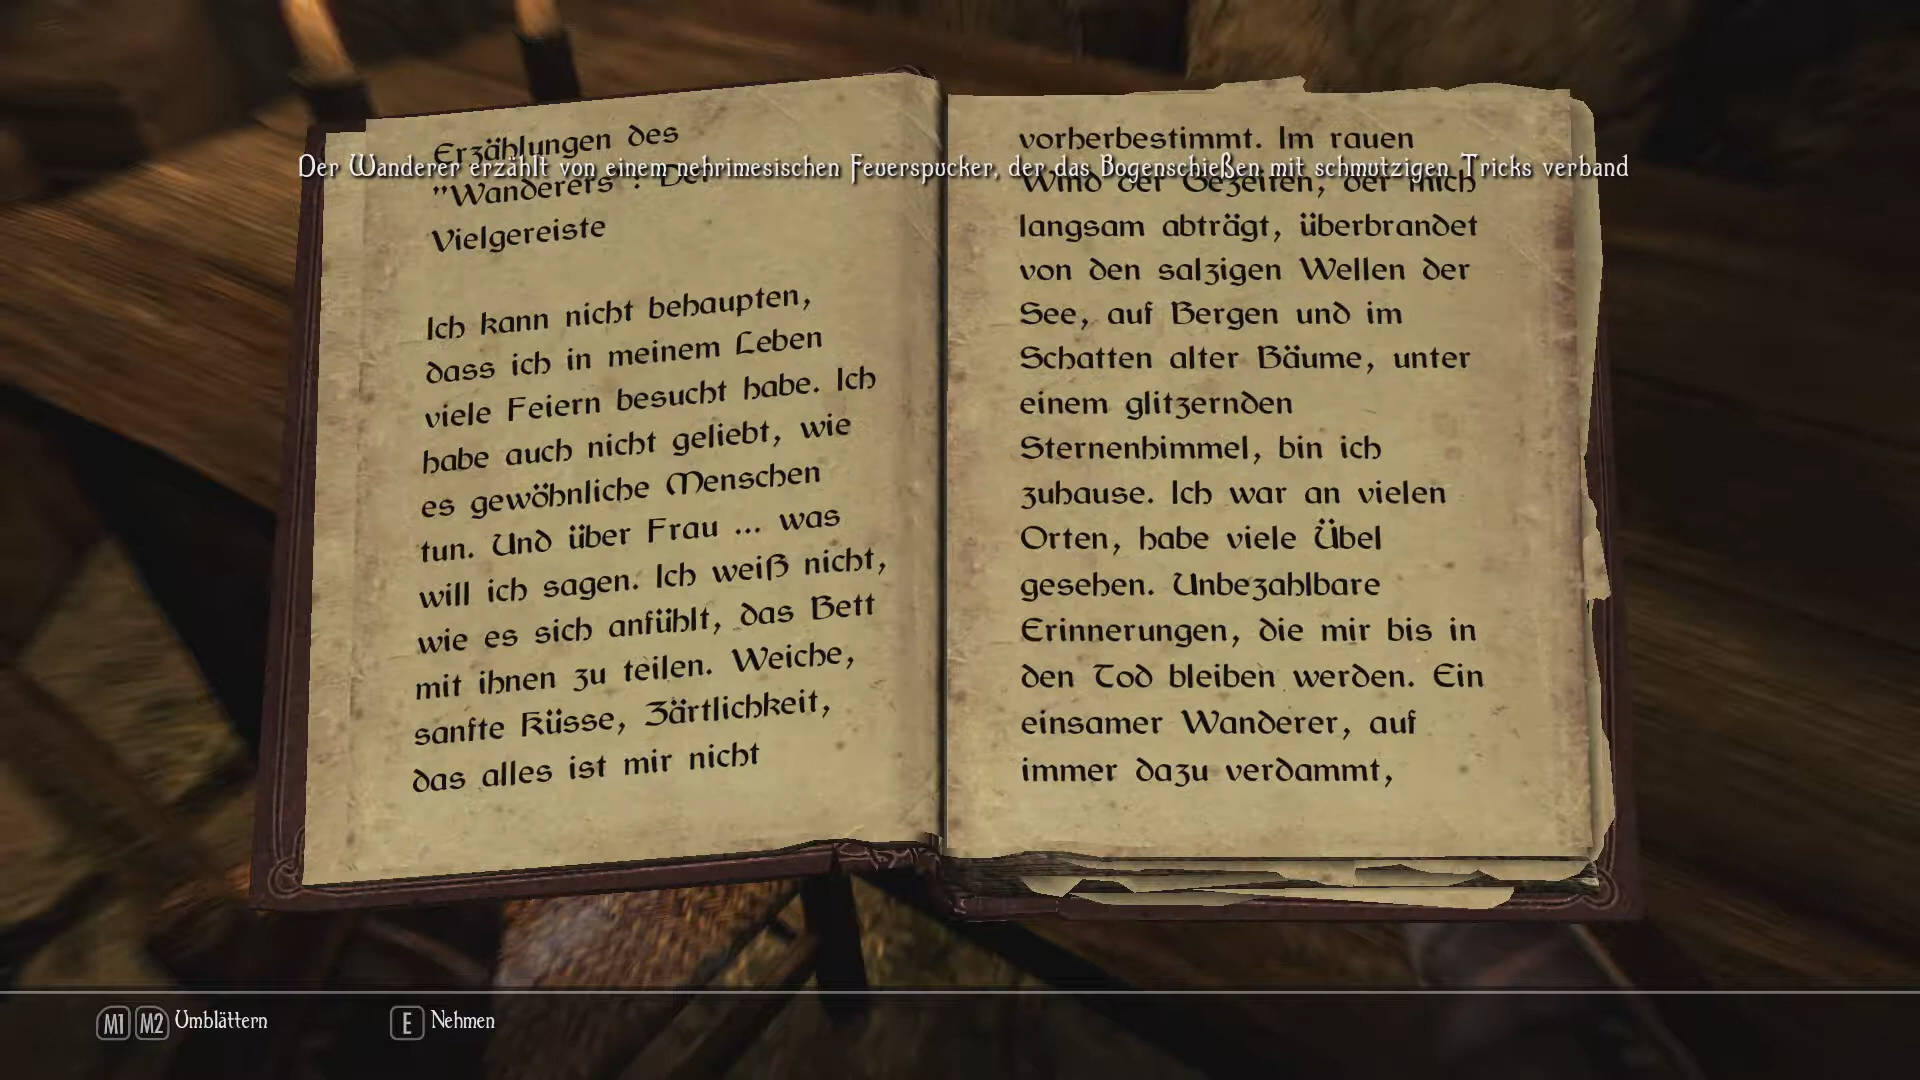 Erzählungen des
Der Wanderer erzählt von einem nehrimesischen Feuerspucker, der das Bogenschießen mit schmutzigen Tricks verband
"Wanderers":
Vielgereiste
Ich kann nicht behaupten,
dass ich in meinem Leben
viele Feiern besucht habe. Ich
habe auch nicht geliebt, wie
es gewöhnliche Menschen
tun. Und über Frau ... was
will ich sagen. Ich weiß nicht,
wie es sich anfühlt, das Bett
mit ihnen zu teilen. Weiche,
sanfte Küsse, Zärtlichkeit,
das alles ist mir nicht
vorherbestimmt. Im rauen
Wind der Gezeiten, der mich
langsam abträgt, überbrandet
von den salzigen Wellen der
See, auf Bergen und im
Schatten alter Bäume, unter
einem glitzernden
Sternenhimmel, bin ich
zuhause. Ich war an vielen
Orten, habe viele Übel
gesehen. Unbezahlbare
Erinnerungen, die mir bis in
den Tod bleiben werden. Ein
einsamer Wanderer, auf
immer dazu verdammt,
M1 M2 Umblättern
E Nehmen